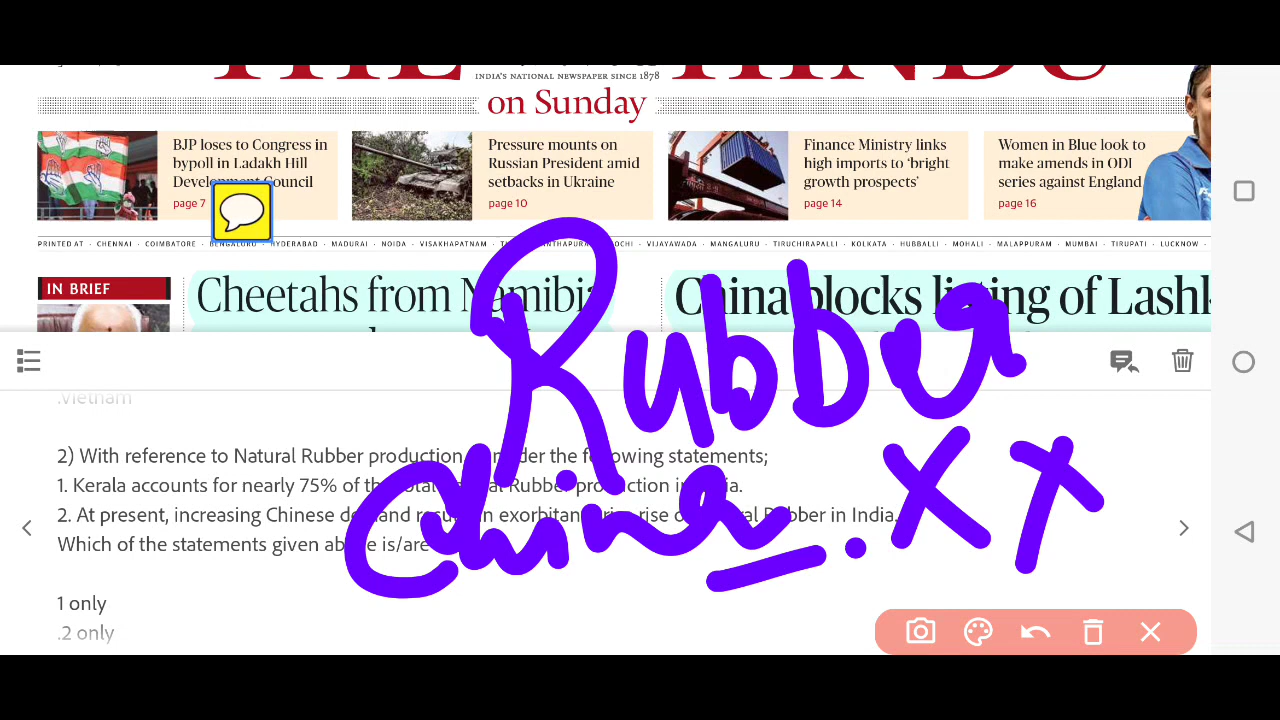 THE HINDU
INDIA'S NATIONAL NEWSPAPER SINCE 1878
on Sunday
BJP loses to Congress in
bypoll in Ladakh Hill
Development Council
page 7
Pressure mounts on
Russian President amid
setbacks in Ukraine
page 10
Finance Ministry links
high imports to ‘bright
growth prospects’
page 14
Women in Blue look to
make amends in ODI
series against England
page 16
PRINTED AT · CHENNAI · COIMBATORE · BENGALURU · HYDERABAD · MADURAI · NOIDA · VISAKHAPATNAM · KOCHI · VIJAYAWADA · MANGALURU · TIRUCHIRAPALLI · KOLKATA · HUBBALLI · MOHALI · MALAPPURAM · MUMBAI · TIRUPATI · LUCKNOW ·
IN BRIEF
Cheetahs from Namibia
China blocks listing of Lashk
Rubber
China. X X
.Vietnam
2) With reference to Natural Rubber production, consider the following statements;
1. Kerala accounts for nearly 75% of the total Natural Rubber production in India.
2. At present, increasing Chinese demand result in exorbitant price rise of Natural Rubber in India.
Which of the statements given above is/are
1 only
.2 only